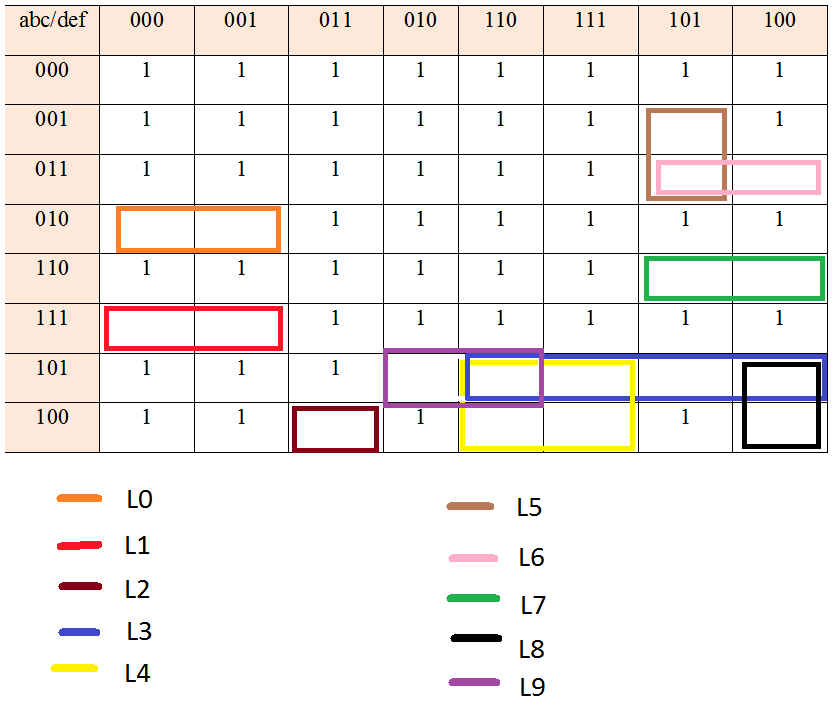 abc/def 000 001 011 010 110 111 101 100
000 1 1 1 1 1 1 1 1
001 1 1 1 1 1 1 1
011 1 1 1 1 1 1
010 1 1 1 1 1 1
110 1 1 1 1 1 1
111 1 1 1 1 1 1
101 1 1 1
100 1 1 1 1
L0 L5
L1 L6
L2 L7
L3 L8
L4 L9